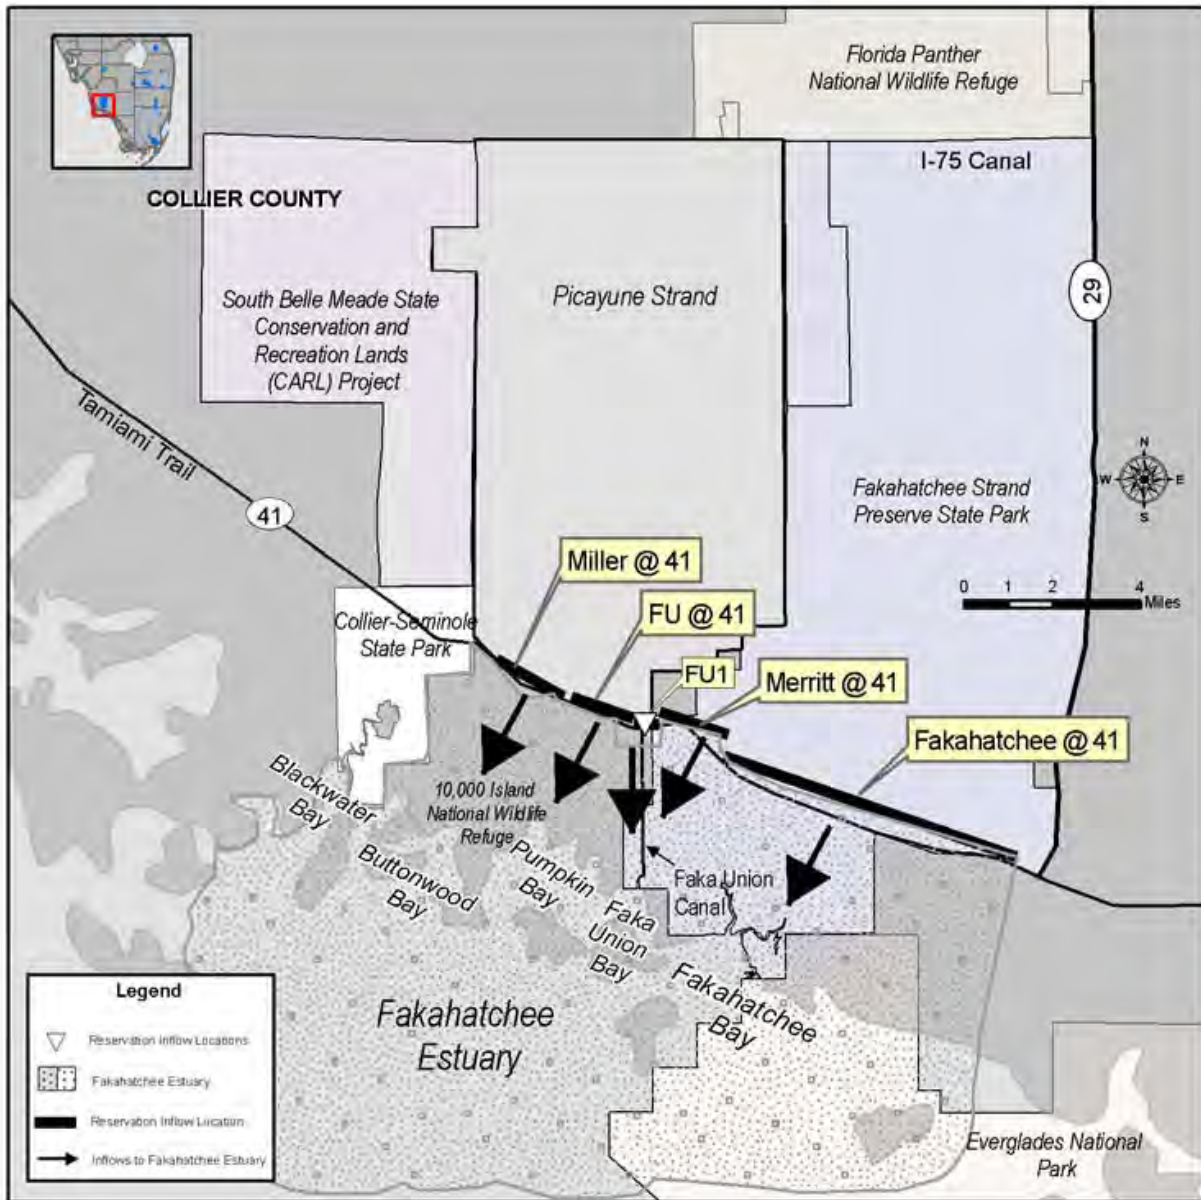 Florida Panther
National Wildlife Refuge
I-75 Canal
COLLIER COUNTY
29
South Belle Meade State
Conservation and
Recreation Lands
(CARL) Project
Picayune Strand
Tamiami Trail
41
Fakahatchee Strand
Preserve State Park
N
W
E
S
0
1
2
4
Miles
Miller @ 41
FU @ 41
FU1
Merritt @ 41
Fakahatchee @ 41
Collier-Seminole
State Park
Blackwater
Bay
10,000 Island
National Wildlife
Refuge
Buttonwood
Bay
Pumpkin
Bay
Faka
Union
Bay
Faka Union
Canal
Fakahatchee
Bay
Fakahatchee
Estuary
Everglades National
Park
Legend
Reservation Inflow Locations
Fakahatchee Estuary
Reservation Inflow Location
Inflows to Fakahatchee Estuary